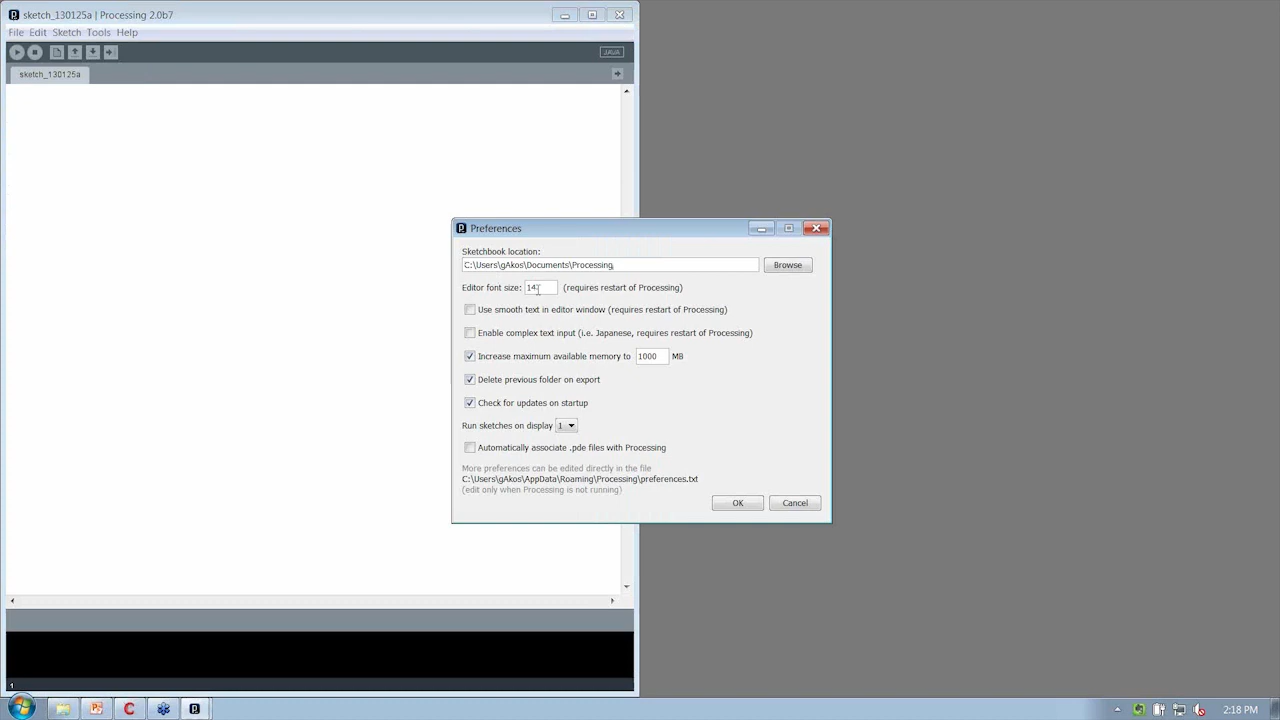 sketch_130125a | Processing 2.0b7
File Edit Sketch Tools Help
JAVA
sketch_130125a
Preferences
Sketchbook location:
C:\Users\gAkos\Documents\Processing
Browse
Editor font size: 14 (requires restart of Processing)
Use smooth text in editor window (requires restart of Processing)
Enable complex text input (i.e. Japanese, requires restart of Processing)
Increase maximum available memory to 1000 MB
Delete previous folder on export
Check for updates on startup
Run sketches on display 1
Automatically associate .pde files with Processing
More preferences can be edited directly in the file
C:\Users\gAkos\AppData\Roaming\Processing\preferences.txt
(edit only when Processing is not running)
OK Cancel
1
2:18 PM